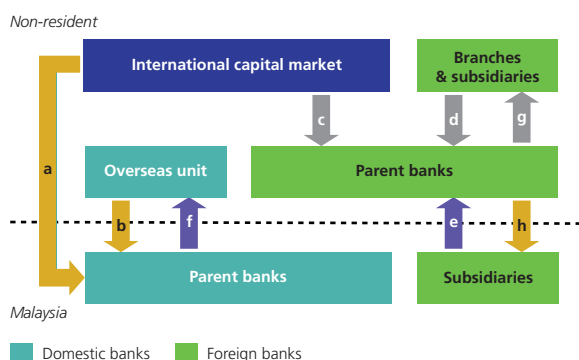 Non-resident
International capital market
Branches
& subsidiaries
a
c
d
g
Overseas unit
Parent banks
b
f
e
h
Parent banks
Subsidiaries
Malaysia
Domestic banks
Foreign banks